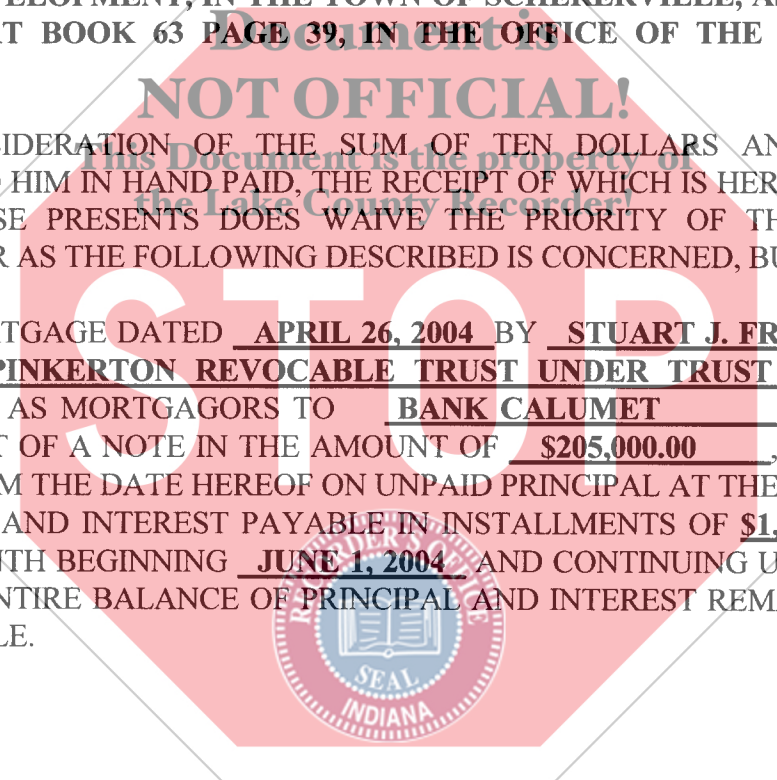 ELOPMENT, IN THE TOWN OF SCHERERVILLE, A
AT BOOK 63 PAGE 39, IN THE OFFICE OF THE
Document is
NOT OFFICIAL!
This Document is the property of
the Lake County Recorder!
SIDERATION OF THE SUM OF TEN DOLLARS AN
HIM IN HAND PAID, THE RECEIPT OF WHICH IS HER
SE PRESENTS DOES WAIVE THE PRIORITY OF TH
R AS THE FOLLOWING DESCRIBED IS CONCERNED, BU
STOP
RTGAGE DATED APRIL 26, 2004 BY STUART J. FR
PINKERTON REVOCABLE TRUST UNDER TRUST
AS MORTGAGORS TO BANK CALUMET
T OF A NOTE IN THE AMOUNT OF $205,000.00 ,
M THE DATE HEREOF ON UNPAID PRINCIPAL AT THE
AND INTEREST PAYABLE IN INSTALLMENTS OF $1,
NTH BEGINNING JUNE 1, 2004 AND CONTINUING U
ENTIRE BALANCE OF PRINCIPAL AND INTEREST REMA
LE.
RECORDER'S OFFICE
SEAL
INDIANA